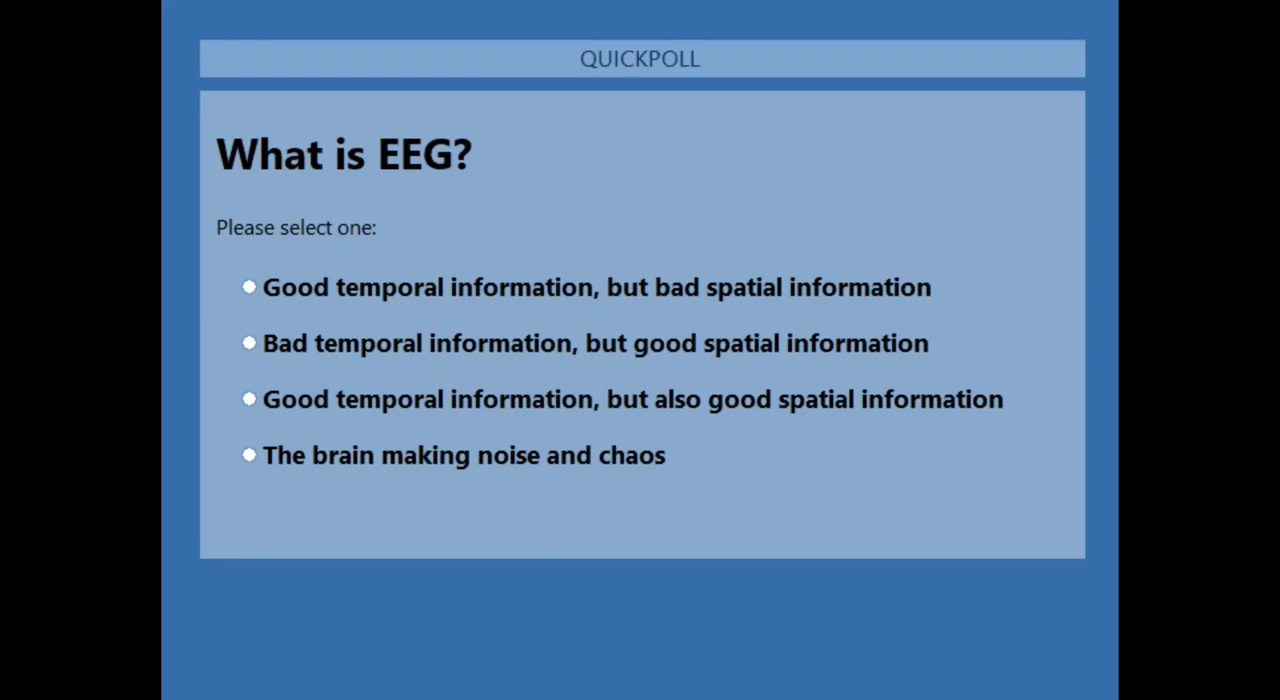 QUICKPOLL
What is EEG?
Please select one:
Good temporal information, but bad spatial information
Bad temporal information, but good spatial information
Good temporal information, but also good spatial information
The brain making noise and chaos